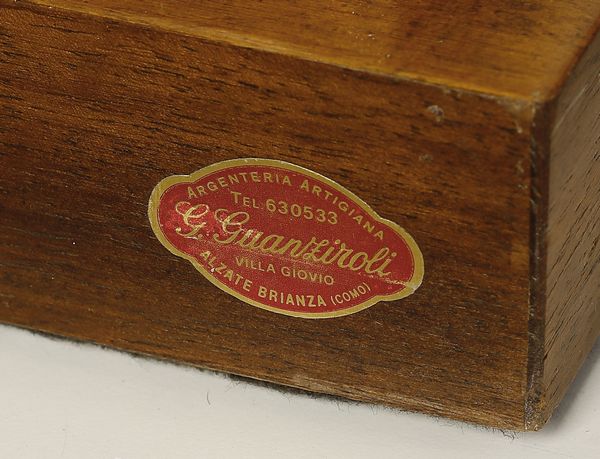 ARGENTERIA ARTIGIANA
TEL. 630533
G. Guanziroli
VILLA GIOVIO
ALZATE BRIANZA (COMO)